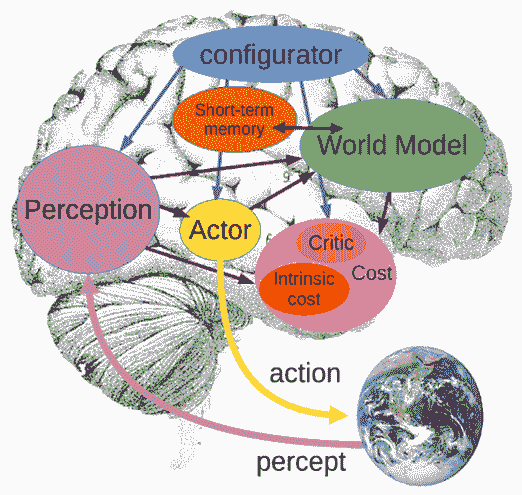 configurator
Short-term
memory
World Model
Perception
Actor
Critic
Cost
Intrinsic
cost
action
percept